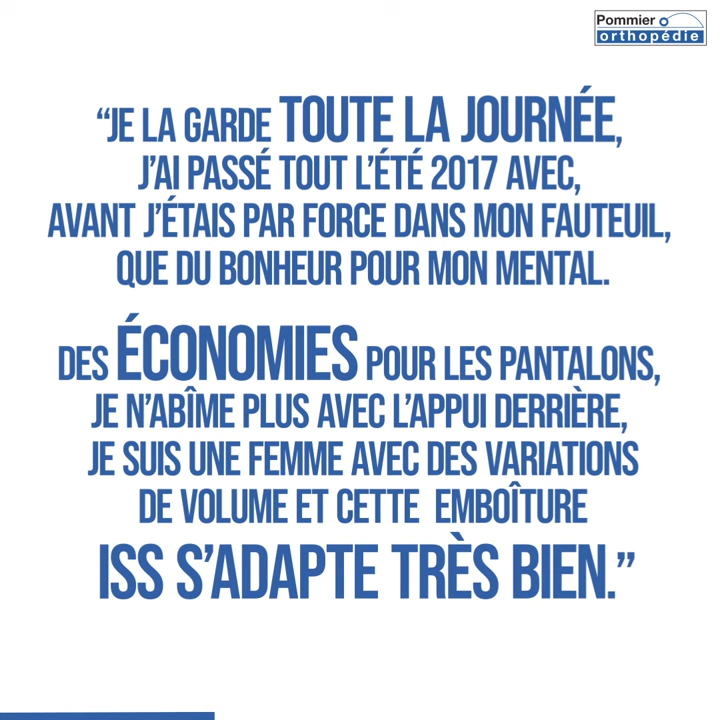 Pommier
orthopédie
“JE LA GARDE TOUTE LA JOURNÉE,
J’AI PASSÉ TOUT L’ÉTÉ 2017 AVEC,
AVANT J’ÉTAIS PAR FORCE DANS MON FAUTEUIL,
QUE DU BONHEUR POUR MON MENTAL.
DES ÉCONOMIES POUR LES PANTALONS,
JE N’ABÎME PLUS AVEC L’APPUI DERRIÈRE,
JE SUIS UNE FEMME AVEC DES VARIATIONS
DE VOLUME ET CETTE EMBOÎTURE
ISS S’ADAPTE TRÈS BIEN.”